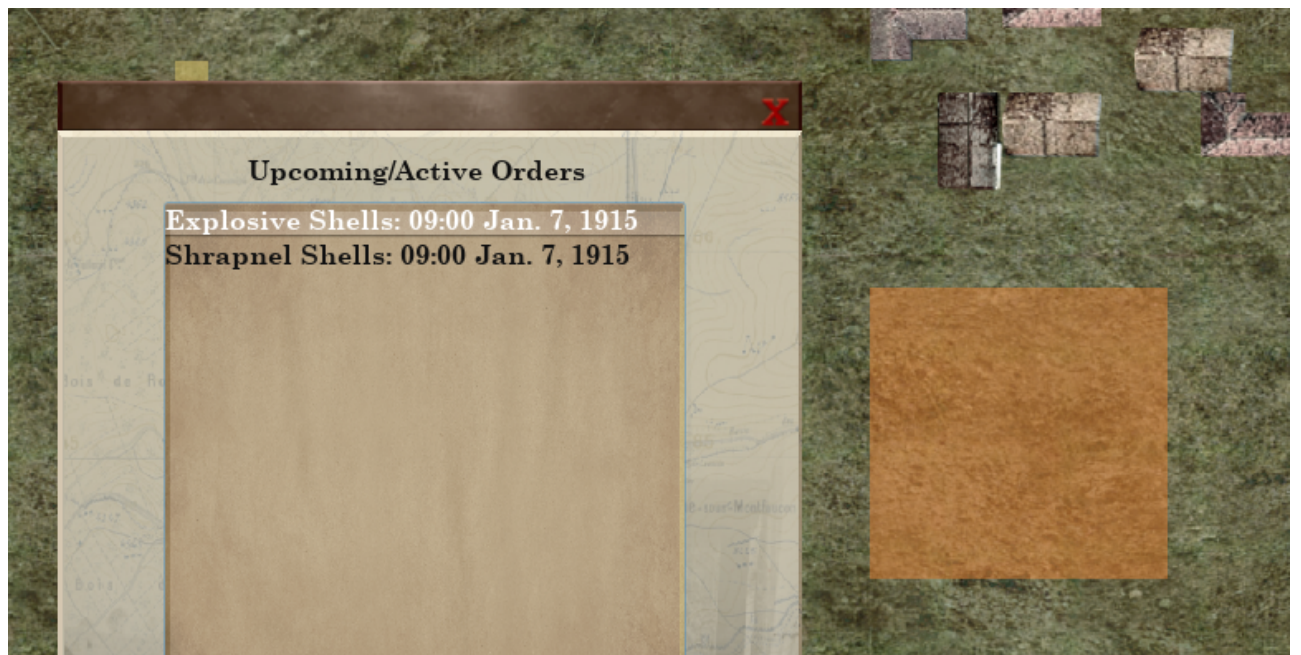 X
Upcoming/Active Orders
Explosive Shells: 09:00 Jan. 7, 1915
Shrapnel Shells: 09:00 Jan. 7, 1915